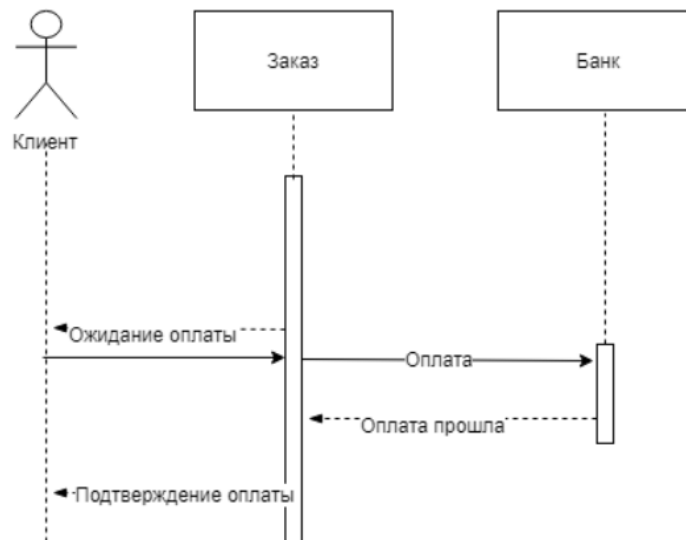 Заказ
Банк
Клиент
Ожидание оплаты
Оплата
Оплата прошла
Подтверждение оплаты